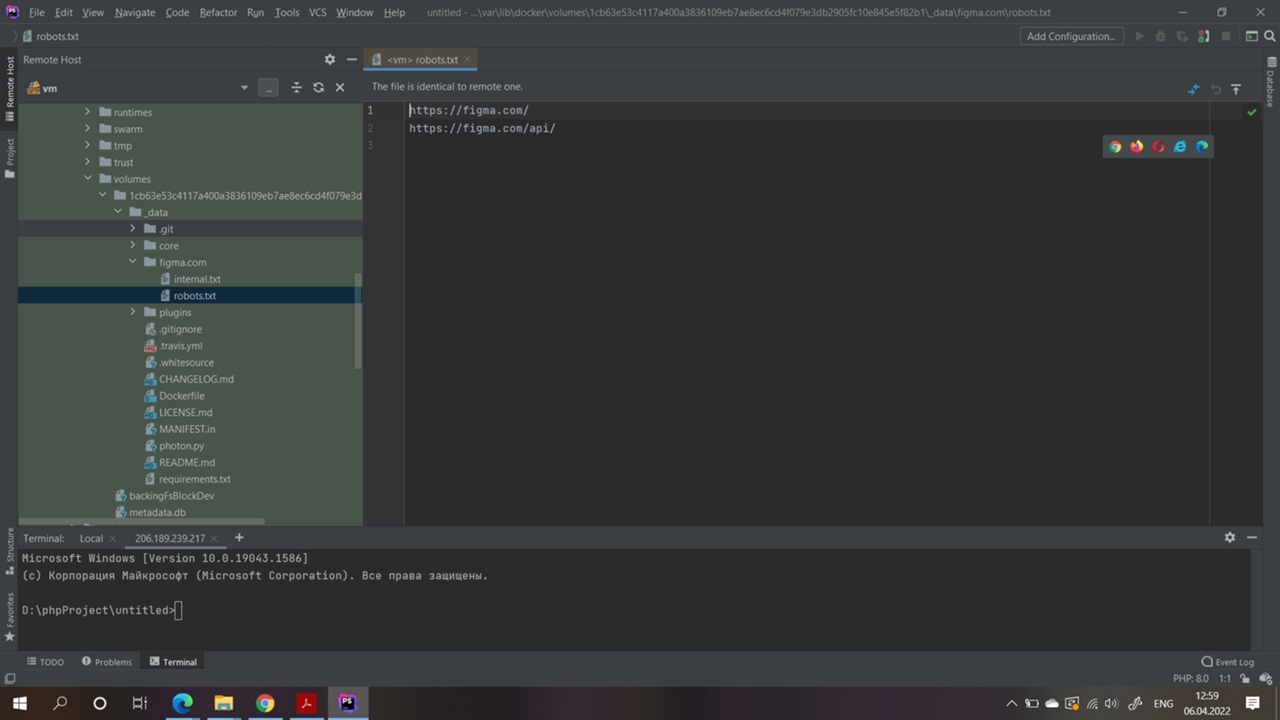 File Edit View Navigate Code Refactor Run Tools VCS Window Help untitled - ...\var\lib\docker\volumes\1cb63e53c4117a400a3836109eb7ae8ec6cd4f079e3db2905fc10e845e5f82b1\_data\figma.com\robots.txt
robots.txt Add Configuration...
Remote Host <vm> robots.txt
vm ... The file is identical to remote one.
Remote Host
Project
Structure
Favorites
Database
runtimes
swarm
tmp
trust
volumes
1cb63e53c4117a400a3836109eb7ae8ec6cd4f079e3d
_data
.git
core
figma.com
internal.txt
robots.txt
plugins
.gitignore
.travis.yml
.whitesource
CHANGELOG.md
Dockerfile
LICENSE.md
MANIFEST.in
photon.py
README.md
requirements.txt
backingFsBlockDev
metadata.db
1 https://figma.com/
2 https://figma.com/api/
3
Terminal: Local 206.189.239.217
Microsoft Windows [Version 10.0.19043.1586]
(c) Корпорация Майкрософт (Microsoft Corporation). Все права защищены.
D:\phpProject\untitled>
TODO Problems Terminal Event Log
PHP: 8.0 1:1
PS ENG 12:59
06.04.2022